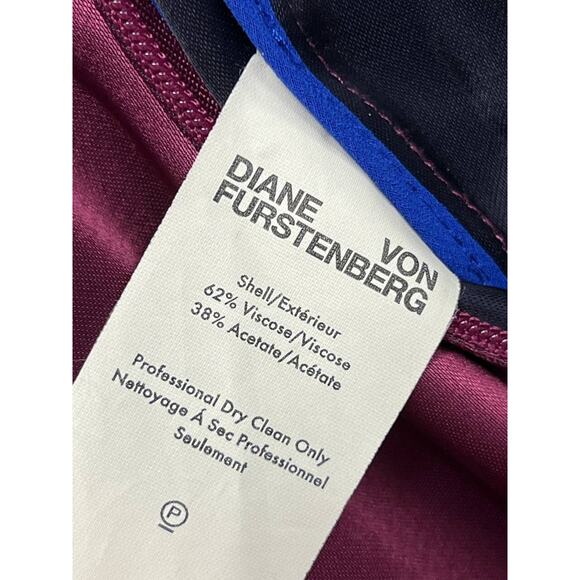 DIANE VON
FURSTENBERG
Shell/Extérieur
62% Viscose/Viscose
38% Acetate/Acétate
Professional Dry Clean Only
Nettoyage Á Sec Professionnel
Seulement
P